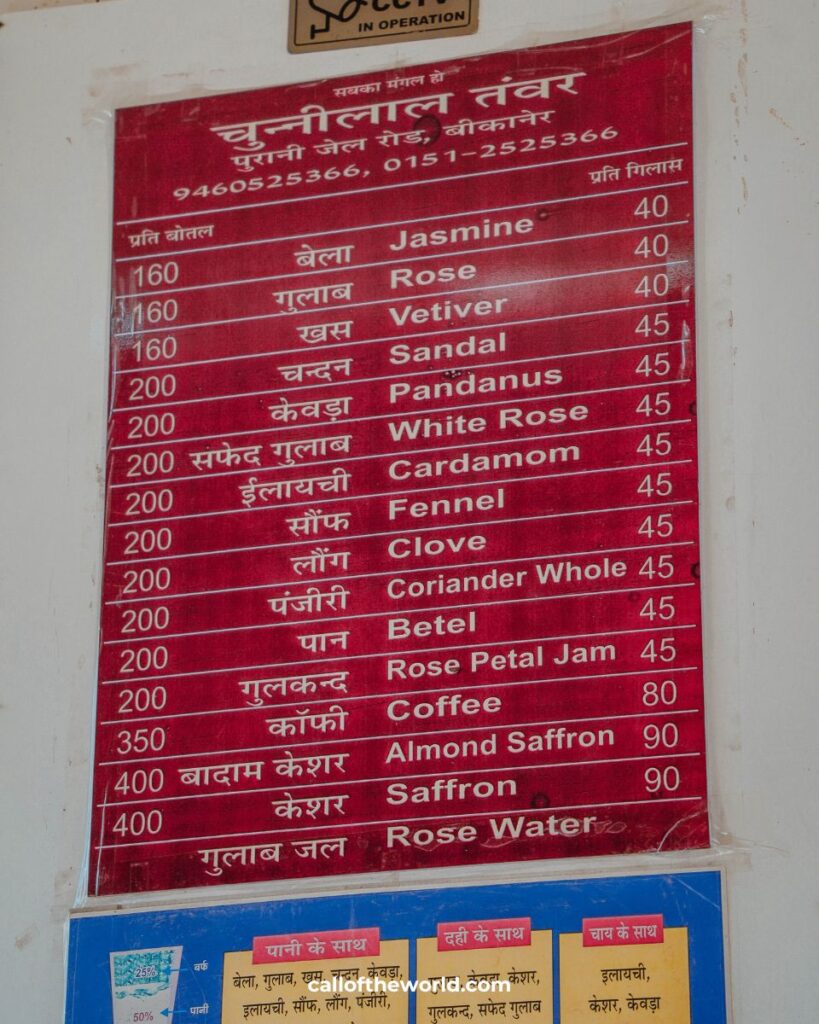 CCTV
IN OPERATION
सबका मंगल हो
चुन्नीलाल तंवर
पुरानी जेल रोड, बीकानेर
9460525366, 0151-2525366
प्रति बोतल प्रति गिलास
160 बेला Jasmine 40
160 गुलाब Rose 40
160 खस Vetiver 40
200 चन्दन Sandal 45
200 केवड़ा Pandanus 45
200 सफेद गुलाब White Rose 45
200 ईलायची Cardamom 45
200 सौंफ Fennel 45
200 लौंग Clove 45
200 पंजीरी Coriander Whole 45
200 पान Betel 45
200 गुलकन्द Rose Petal Jam 45
350 कॉफी Coffee 80
400 बादाम केशर Almond Saffron 90
400 केशर Saffron 90
गुलाब जल Rose Water
25% बर्फ
50% पानी
पानी के साथ
बेला, गुलाब, खस, चन्दन, केवड़ा,
इलायची, सौंफ, लौंग, पंजीरी,
दही के साथ
केवड़ा, केशर,
गुलकन्द, सफेद गुलाब
चाय के साथ
इलायची,
केशर, केवड़ा
calloftheworld.com